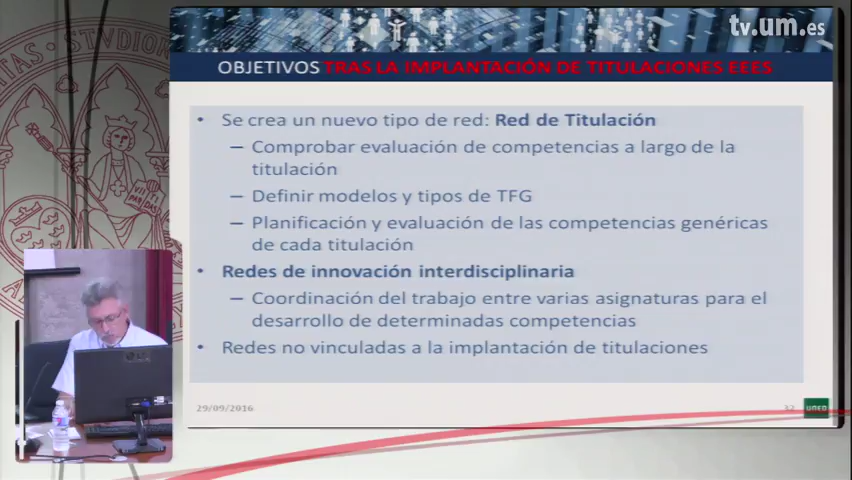 tv.um.es
OBJETIVOS TRAS LA IMPLANTACIÓN DE TITULACIONES EEES
• Se crea un nuevo tipo de red: Red de Titulación
– Comprobar evaluación de competencias a largo de la
titulación
– Definir modelos y tipos de TFG
– Planificación y evaluación de las competencias genéricas
de cada titulación
• Redes de innovación interdisciplinaria
– Coordinación del trabajo entre varias asignaturas para el
desarrollo de determinadas competencias
• Redes no vinculadas a la implantación de titulaciones
29/09/2016
32
UNED